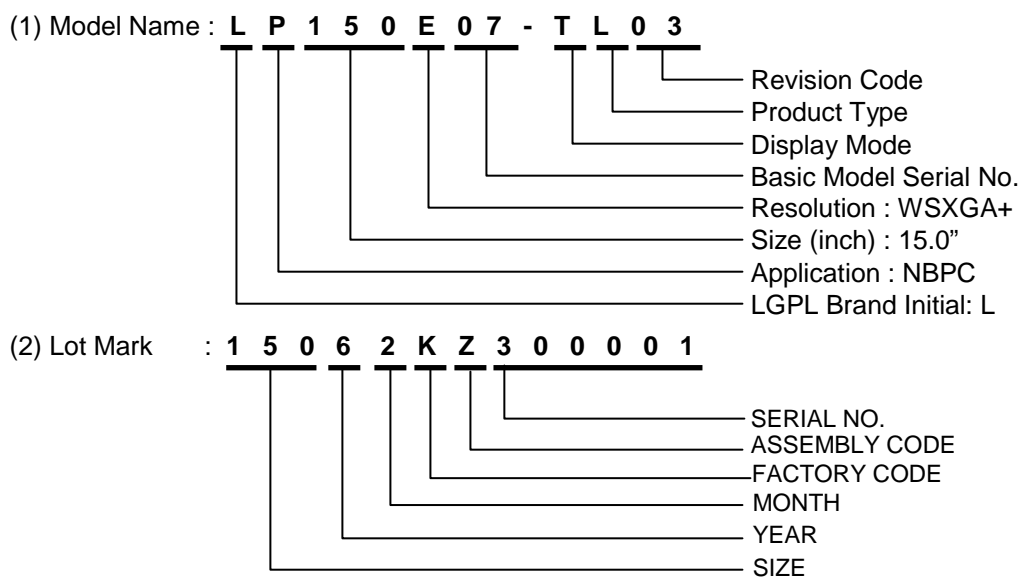 (1) Model Name : L P 1 5 0 E 0 7 - T L 0 3
Revision Code
Product Type
Display Mode
Basic Model Serial No.
Resolution : WSXGA+
Size (inch) : 15.0”
Application : NBPC
LGPL Brand Initial: L
(2) Lot Mark : 1 5 0 6 2 K Z 3 0 0 0 0 1
SERIAL NO.
ASSEMBLY CODE
FACTORY CODE
MONTH
YEAR
SIZE